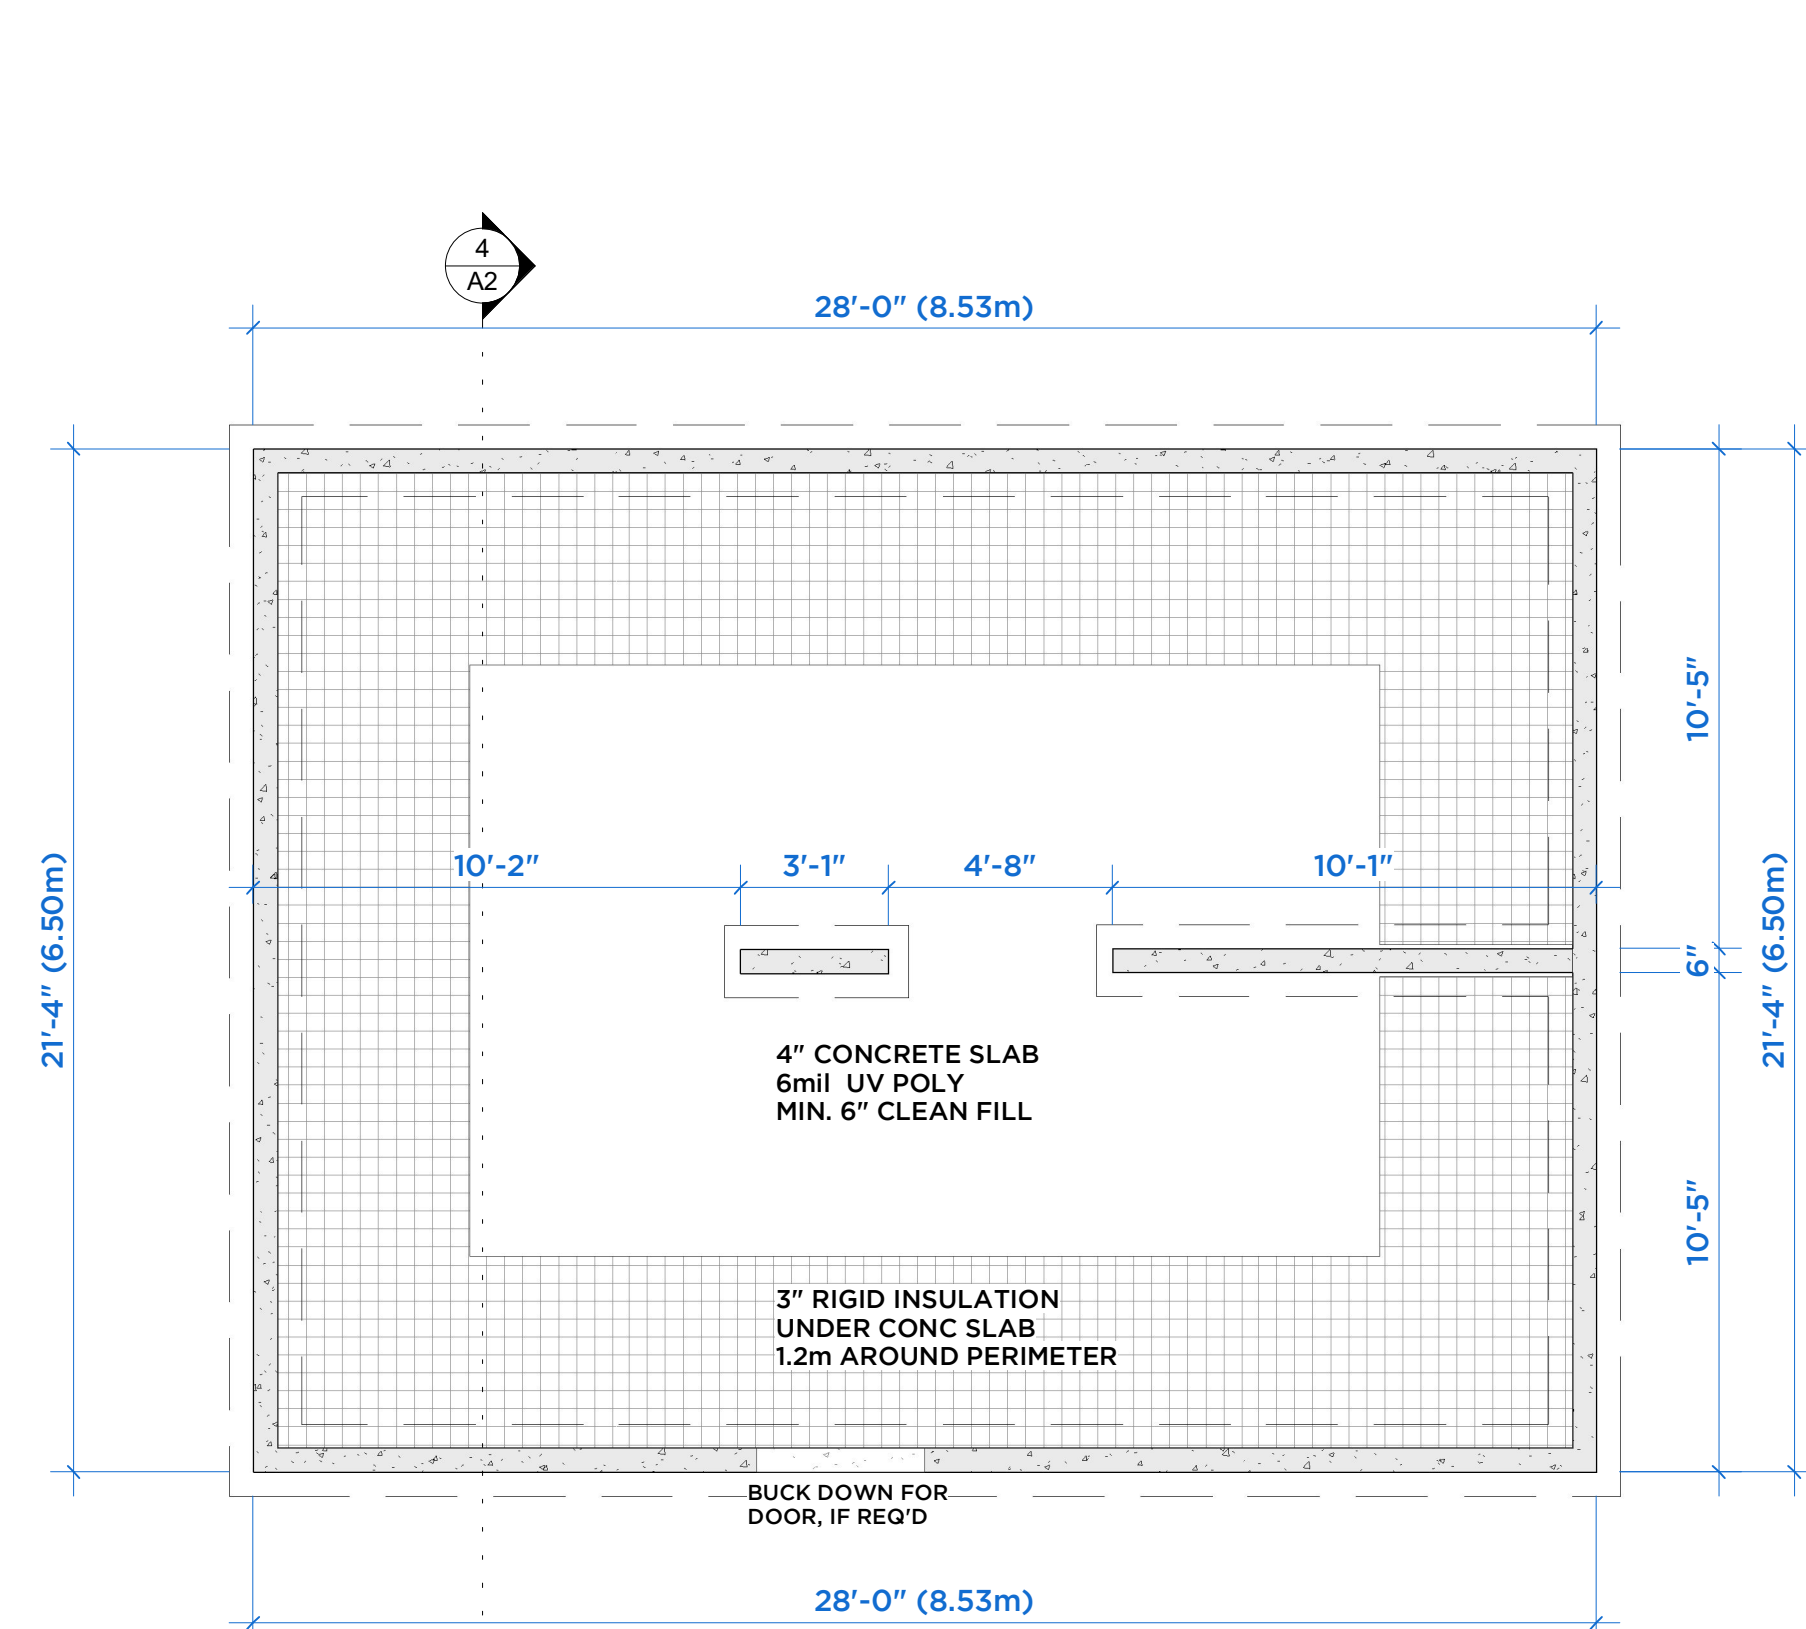 4
A2
28'-0" (8.53m)
10'-5"
10'-2"
3'-1"
4'-8"
10'-1"
21'-4" (6.50m)
6"
21'-4" (6.50m)
4" CONCRETE SLAB
6mil UV POLY
MIN. 6" CLEAN FILL
10'-5"
3" RIGID INSULATION
UNDER CONC SLAB
1.2m AROUND PERIMETER
BUCK DOWN FOR
DOOR, IF REQ'D
28'-0" (8.53m)